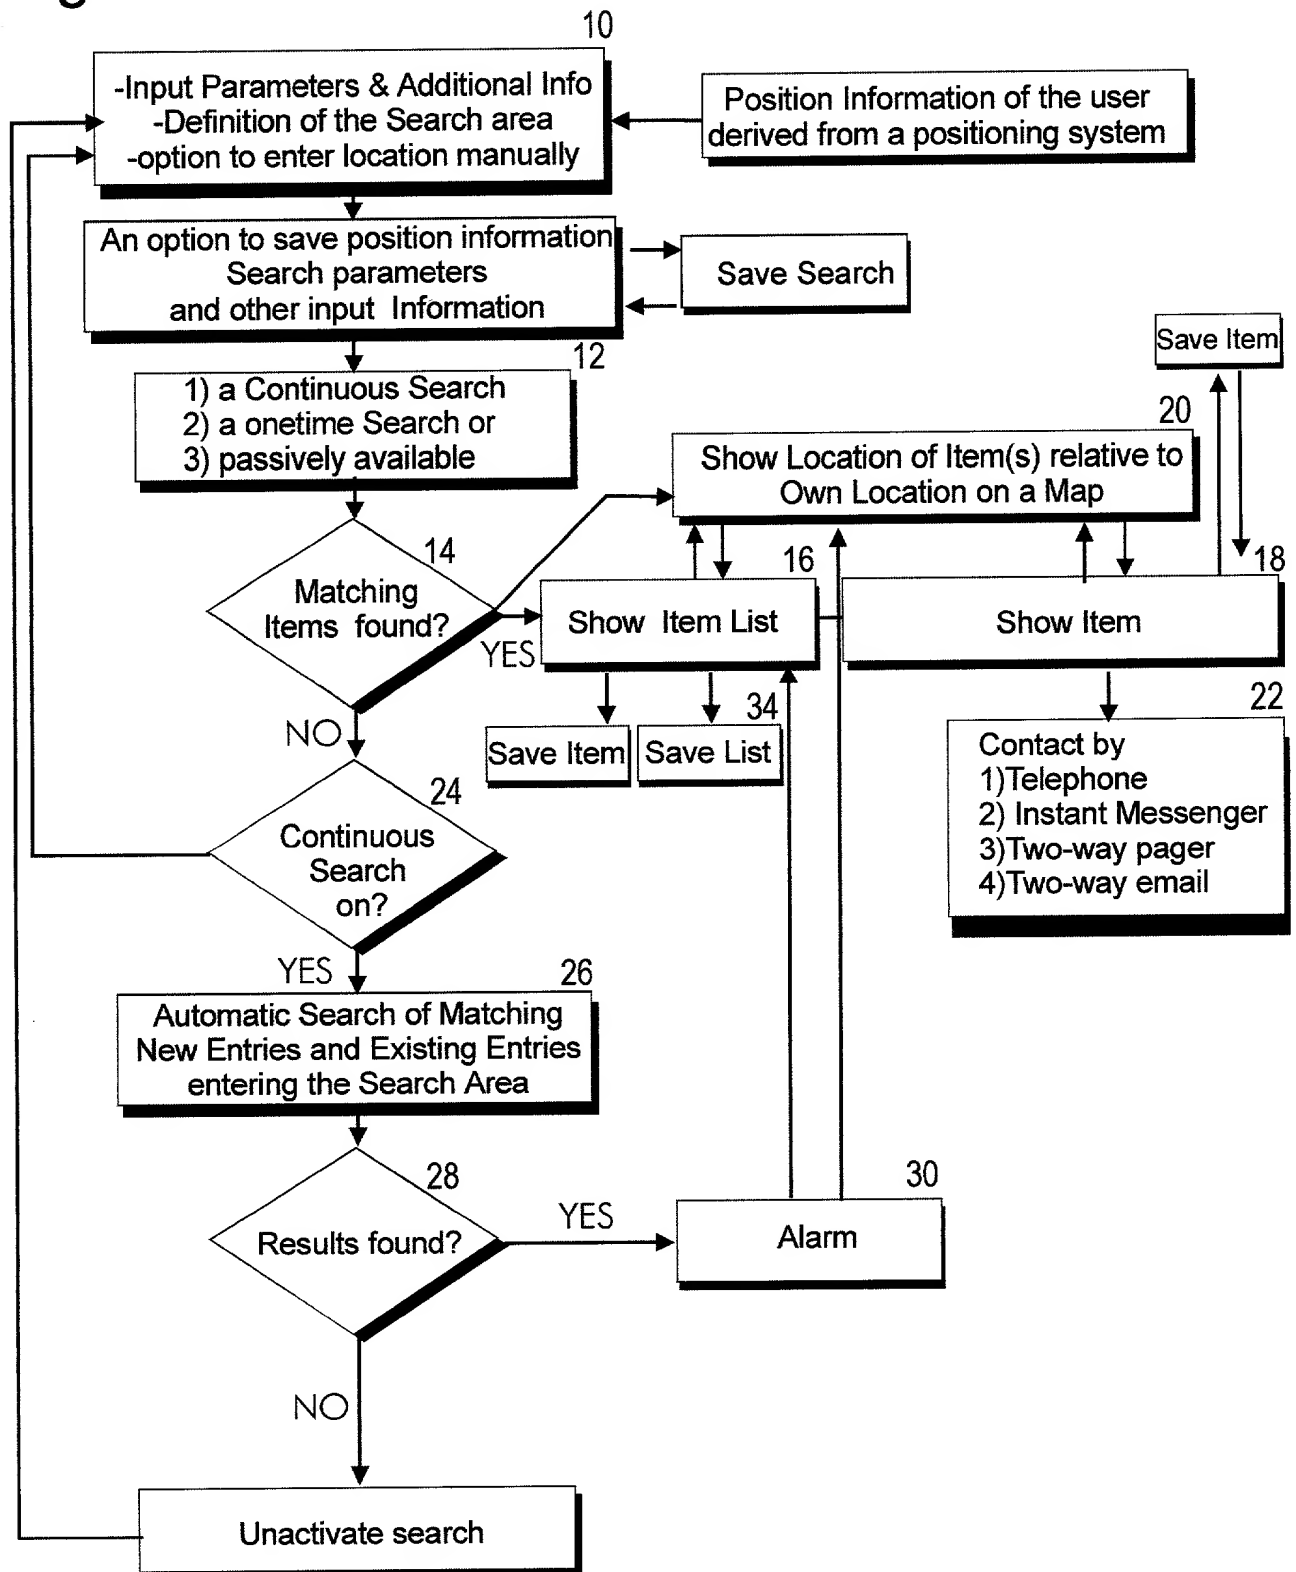 10
-Input Parameters & Additional Info
-Definition of the Search area
-option to enter location manually
Position Information of the user
derived from a positioning system
An option to save position information
Search parameters
and other input Information
Save Search
12
1) a Continuous Search
2) a onetime Search or
3) passively available
Save Item
20
Show Location of Item(s) relative to
Own Location on a Map
14
Matching
Items found?
YES
16
Show Item List
18
Show Item
NO
Save Item
34
Save List
22
Contact by
1)Telephone
2) Instant Messenger
3)Two-way pager
4)Two-way email
24
Continuous
Search
on?
YES
26
Automatic Search of Matching
New Entries and Existing Entries
entering the Search Area
28
Results found?
YES
30
Alarm
NO
Unactivate search